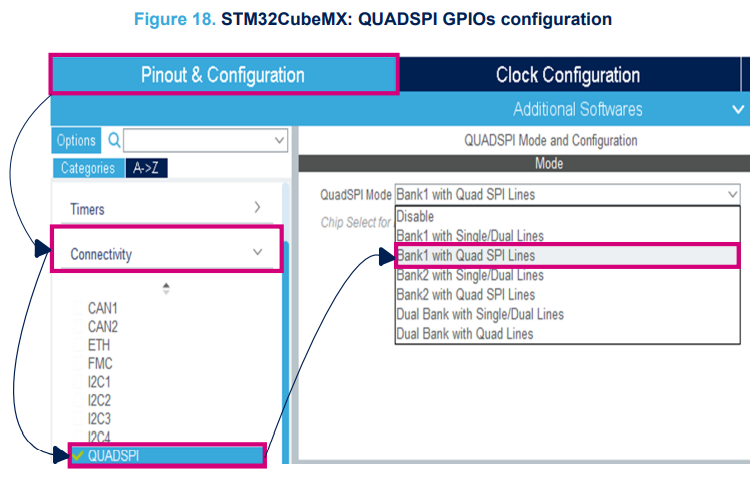 Figure 18. STM32CubeMX: QUADSPI GPIOs configuration
Pinout & Configuration
Clock Configuration
Additional Softwares
Options
QUADSPI Mode and Configuration
Categories
A->Z
Mode
Timers
QuadSPI Mode
Bank1 with Quad SPI Lines
Chip Select for
Disable
Bank1 with Single/Dual Lines
Connectivity
Bank1 with Quad SPI Lines
Bank2 with Single/Dual Lines
Bank2 with Quad SPI Lines
Dual Bank with Single/Dual Lines
Dual Bank with Quad Lines
CAN1
CAN2
ETH
FMC
I2C1
I2C2
I2C3
I2C4
QUADSPI